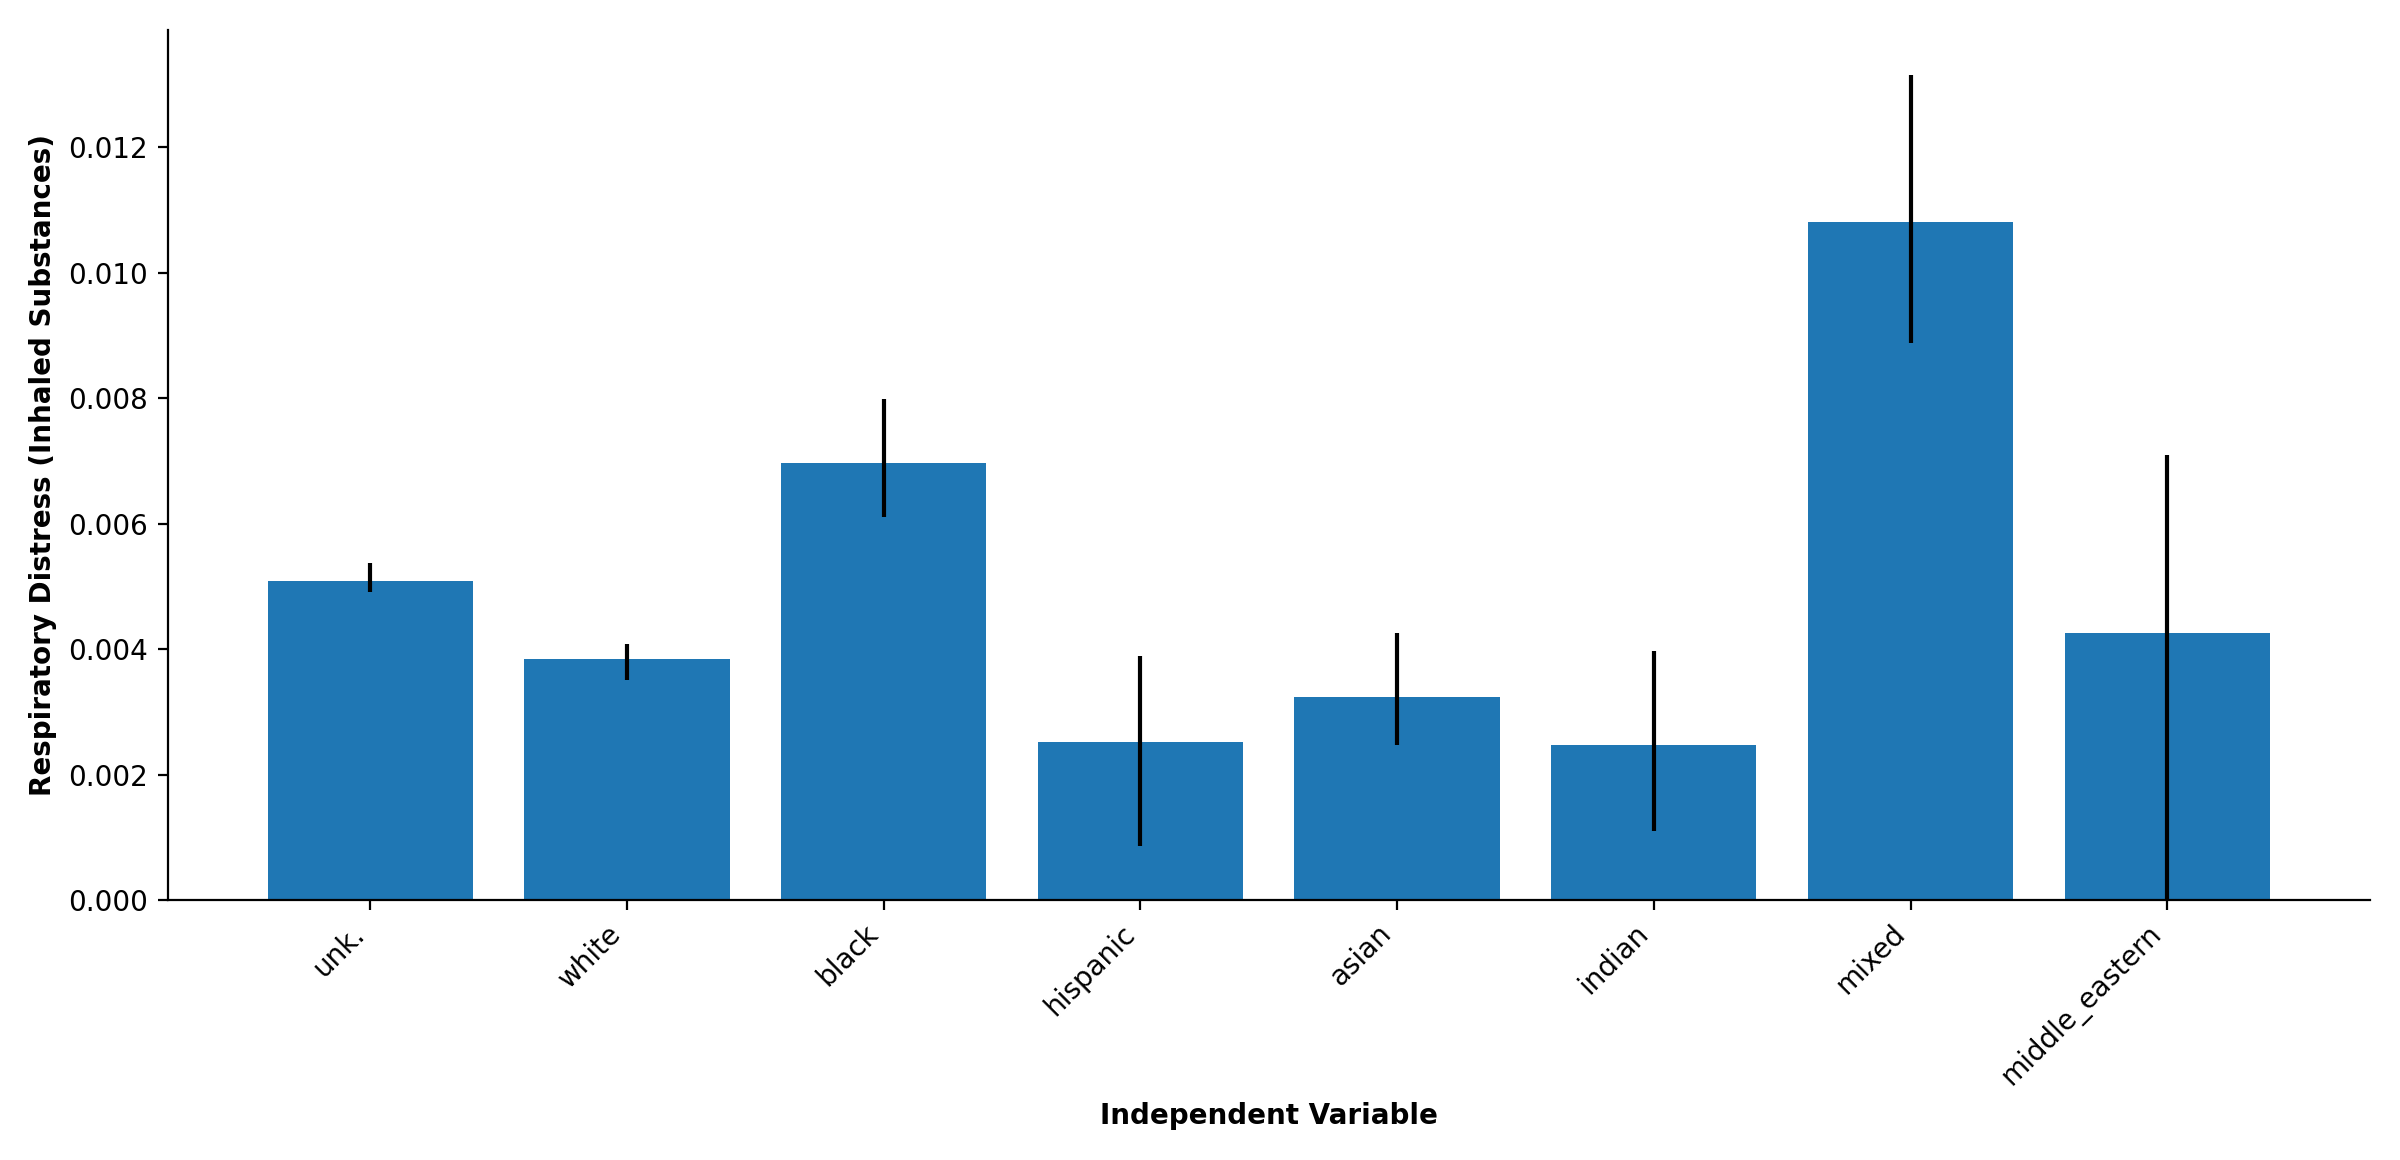 Respiratory Distress (Inhaled Substances)
0.012
0.010
0.008
0.006
0.004
0.002
0.000
unk.
white
black
hispanic
asian
indian
mixed
middle_eastern
Independent Variable